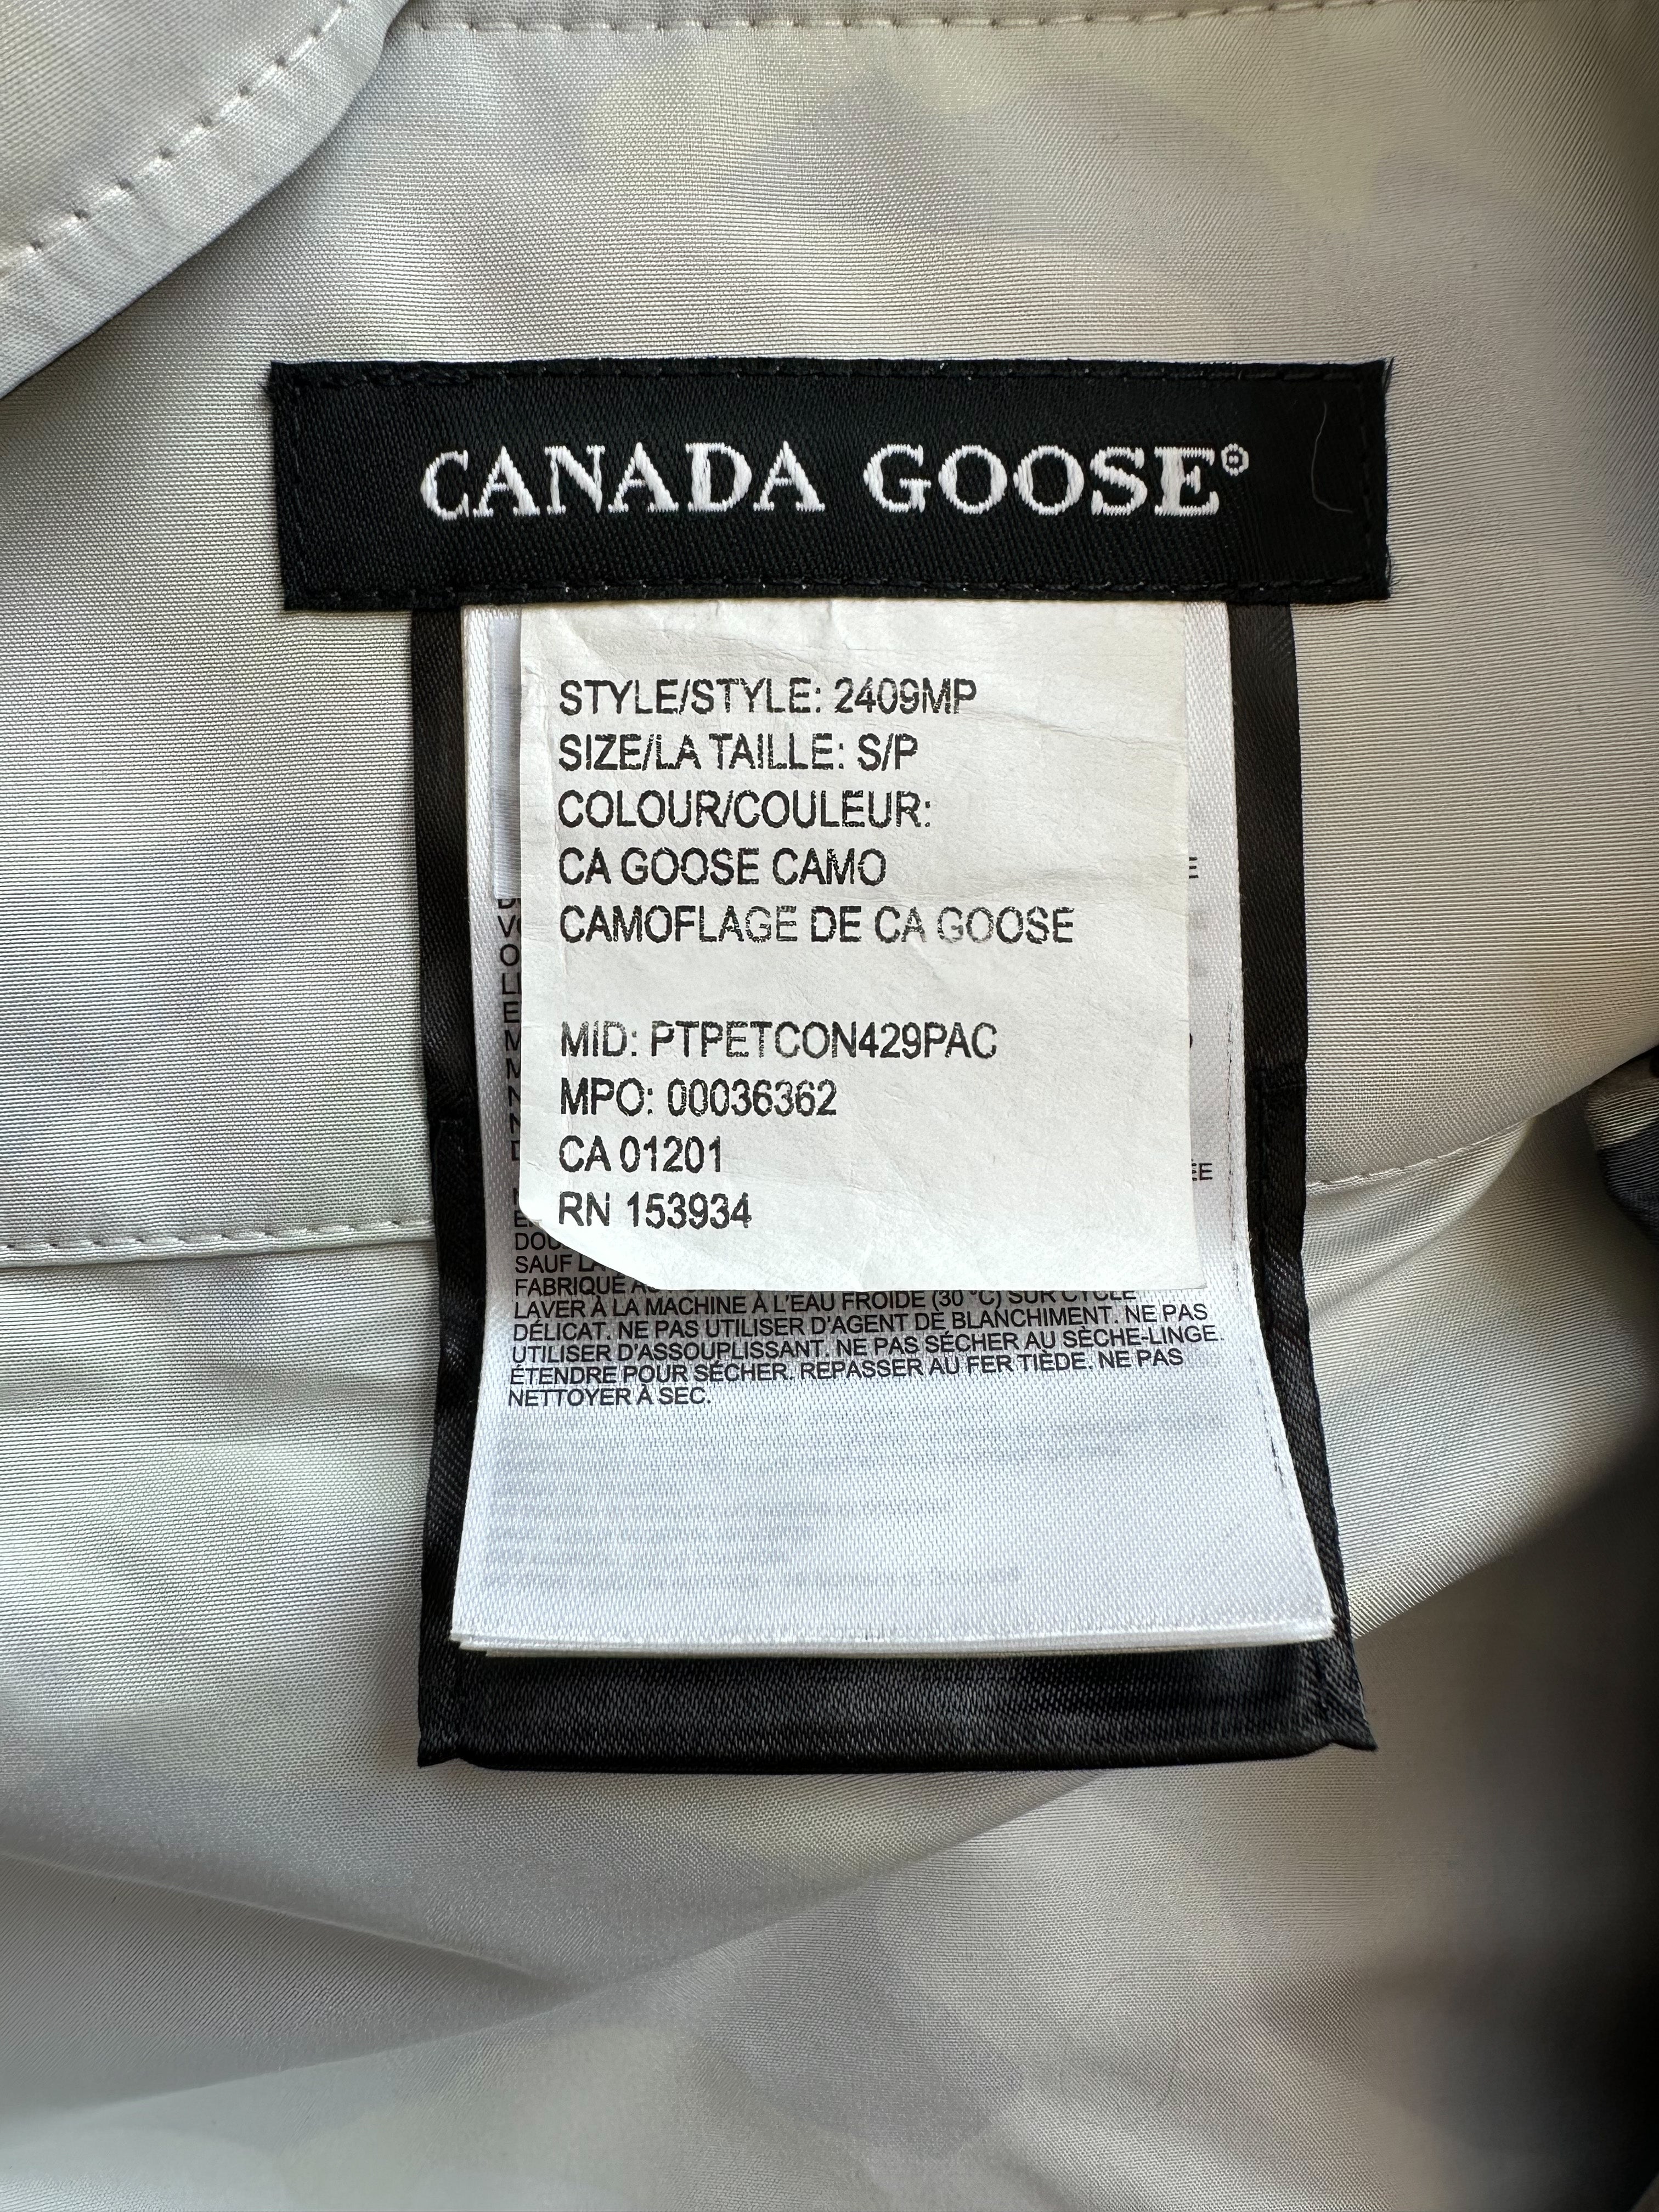 CANADA GOOSE®
STYLE/STYLE: 2409MP
SIZE/LA TAILLE: S/P
COLOUR/COULEUR:
CA GOOSE CAMO
CAMOFLAGE DE CA GOOSE
MID: PTPETCON429PAC
MPO: 00036362
CA 01201
RN 153934
SAUF
FABRIQUÉ
LAVER À LA MACHINE À L'EAU FROIDE (30 °C) SUR CYCLE
DÉLICAT. NE PAS UTILISER D'AGENT DE BLANCHIMENT. NE PAS
UTILISER D'ASSOUPLISSANT. NE PAS SÉCHER AU SÈCHE-LINGE.
ÉTENDRE POUR SÉCHER. REPASSER AU FER TIÈDE. NE PAS
NETTOYER À SEC.